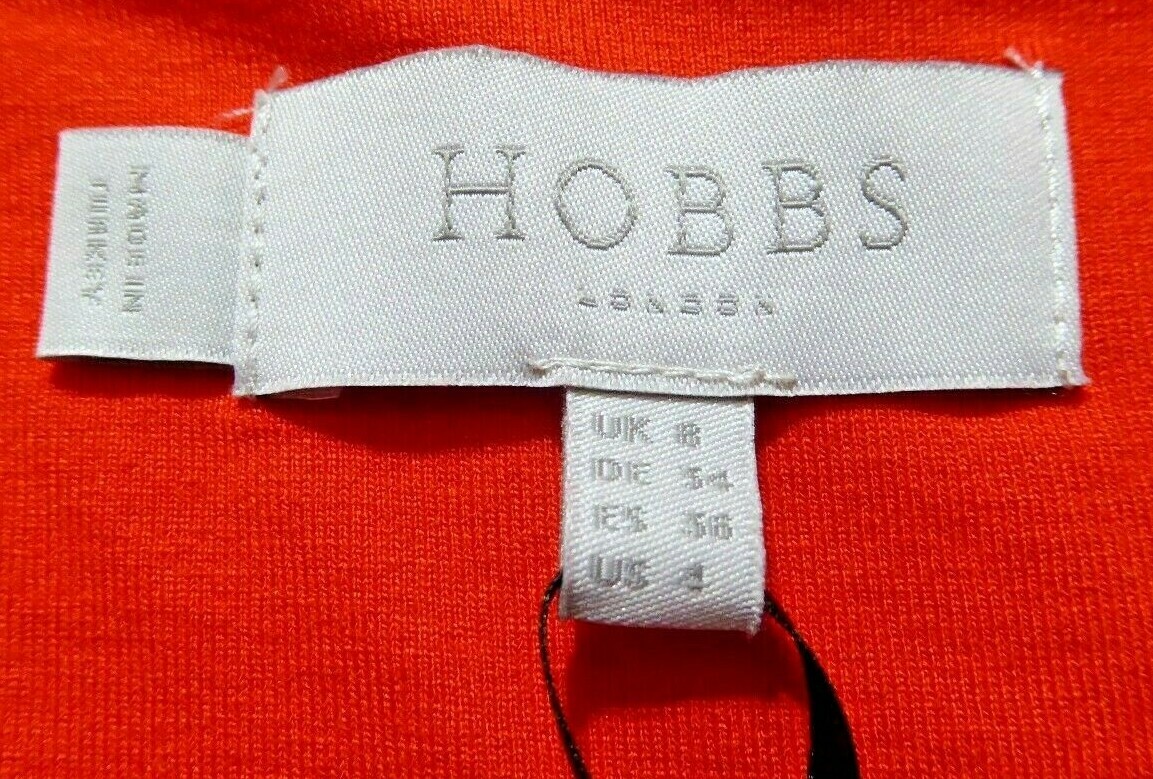 HOBBS
LONDON
UK 8
DE 34
ES 36
US 4
MADE IN
TURKEY